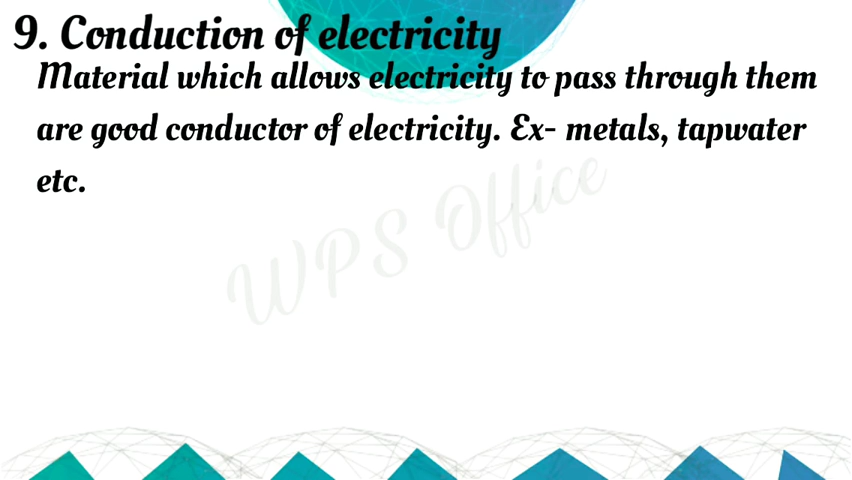 9. Conduction of electricity
Material which allows electricity to pass through them
are good conductor of electricity. Ex- metals, tapwater
etc.
WPS Office